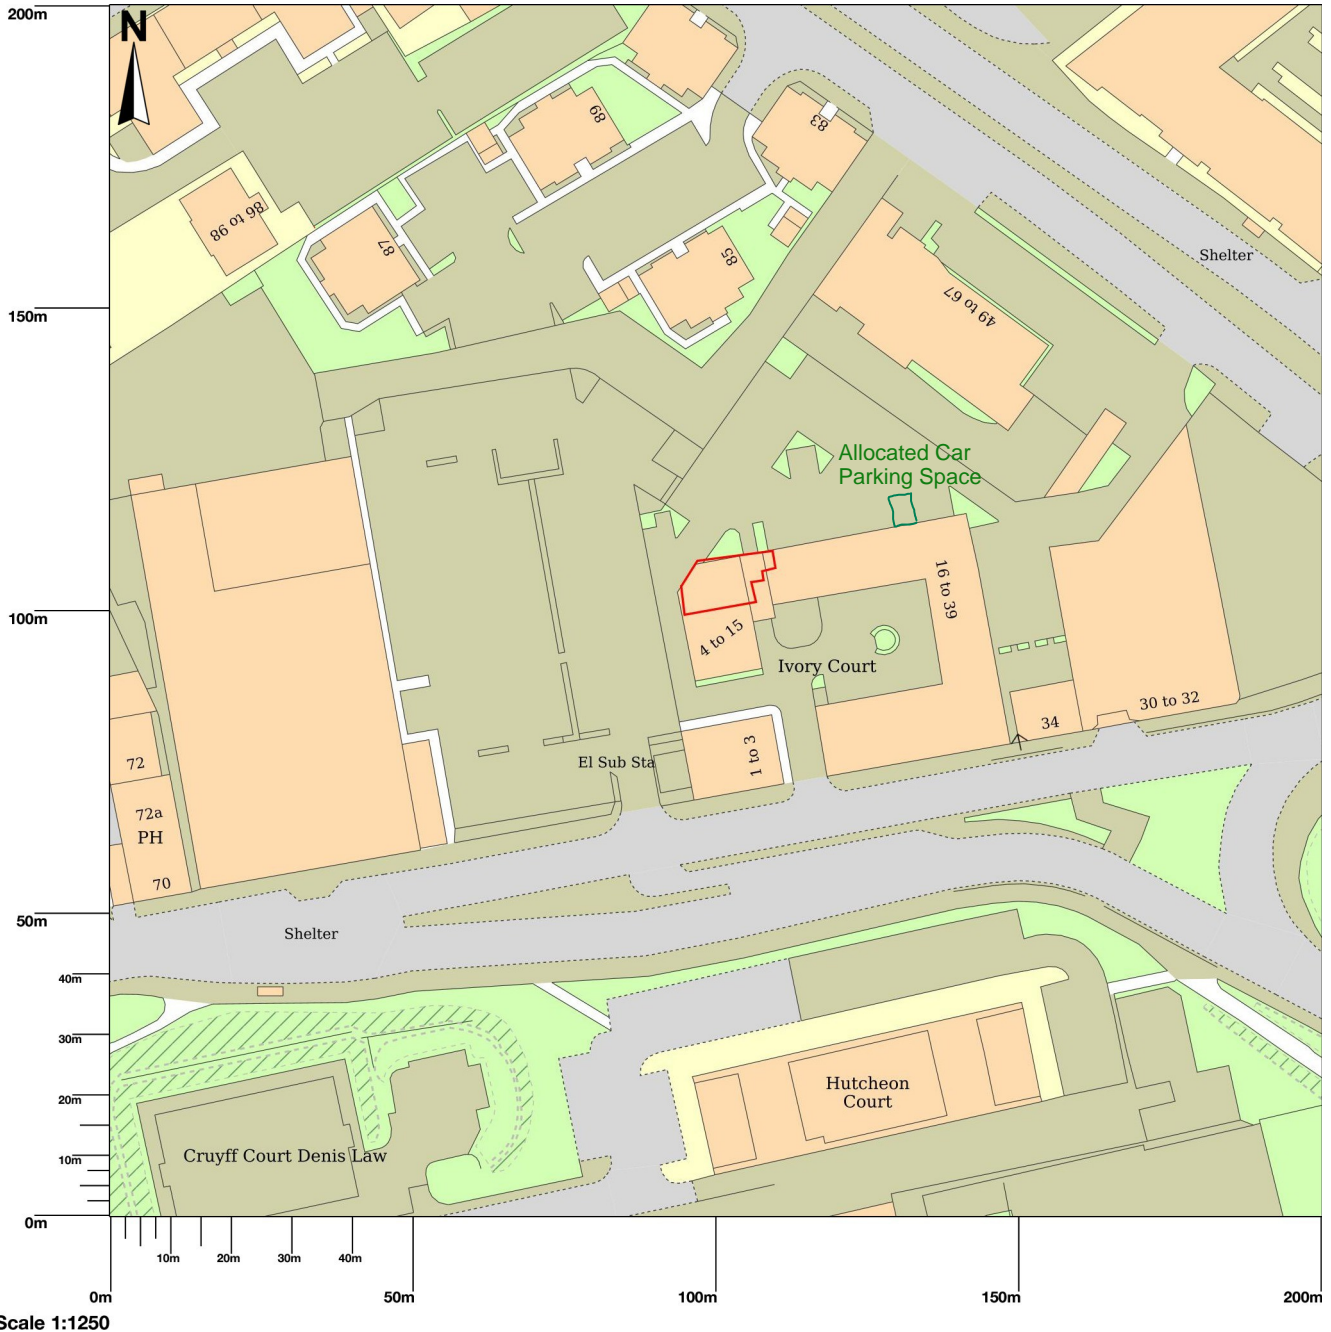 200m
N
89
83
86 to 98
87
85
Shelter
49 to 67
150m
Allocated Car
Parking Space
16 to 39
100m
4 to 15
Ivory Court
30 to 32
34
72
El Sub Sta
1 to 3
72a
PH
70
50m
Shelter
40m
30m
Hutcheon
Court
20m
Cruyff Court Denis Law
10m
0m
10m
20m
30m
40m
0m
50m
100m
150m
200m
Scale 1:1250